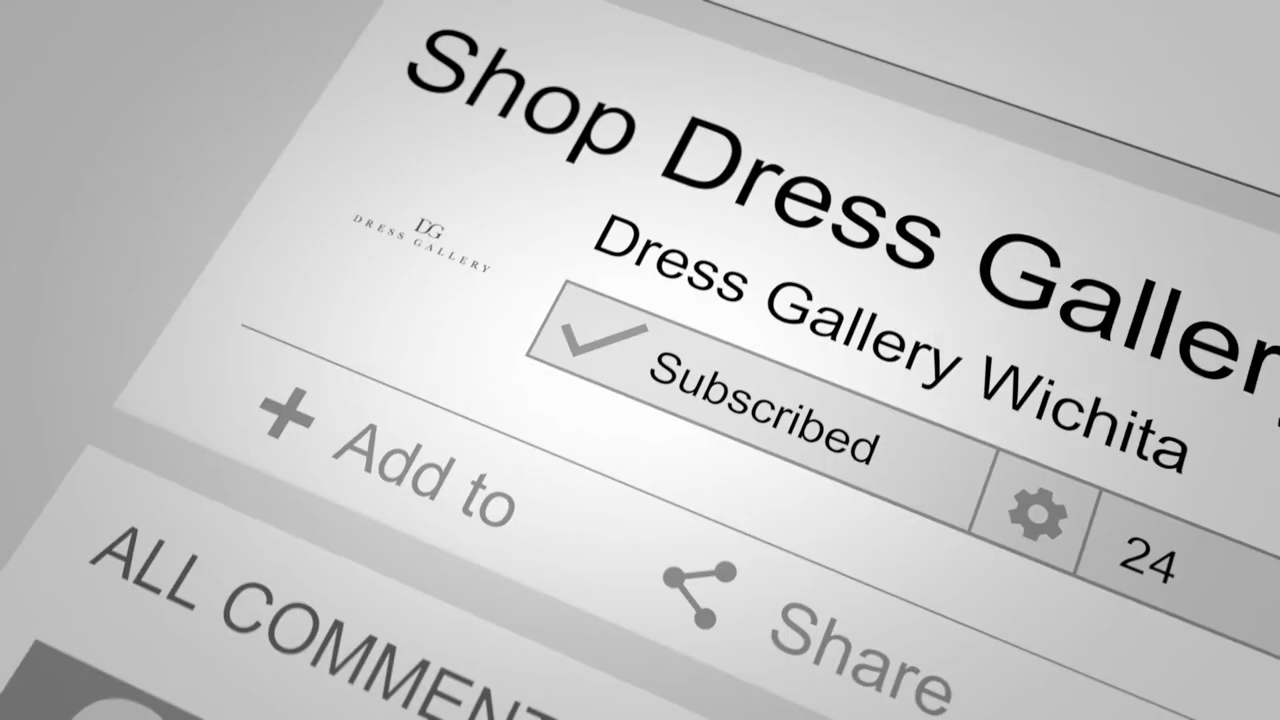 Shop Dress Galler
DG
DRESS GALLERY
Dress Gallery Wichita
Subscribed
24
Add to
Share
ALL COMMENT